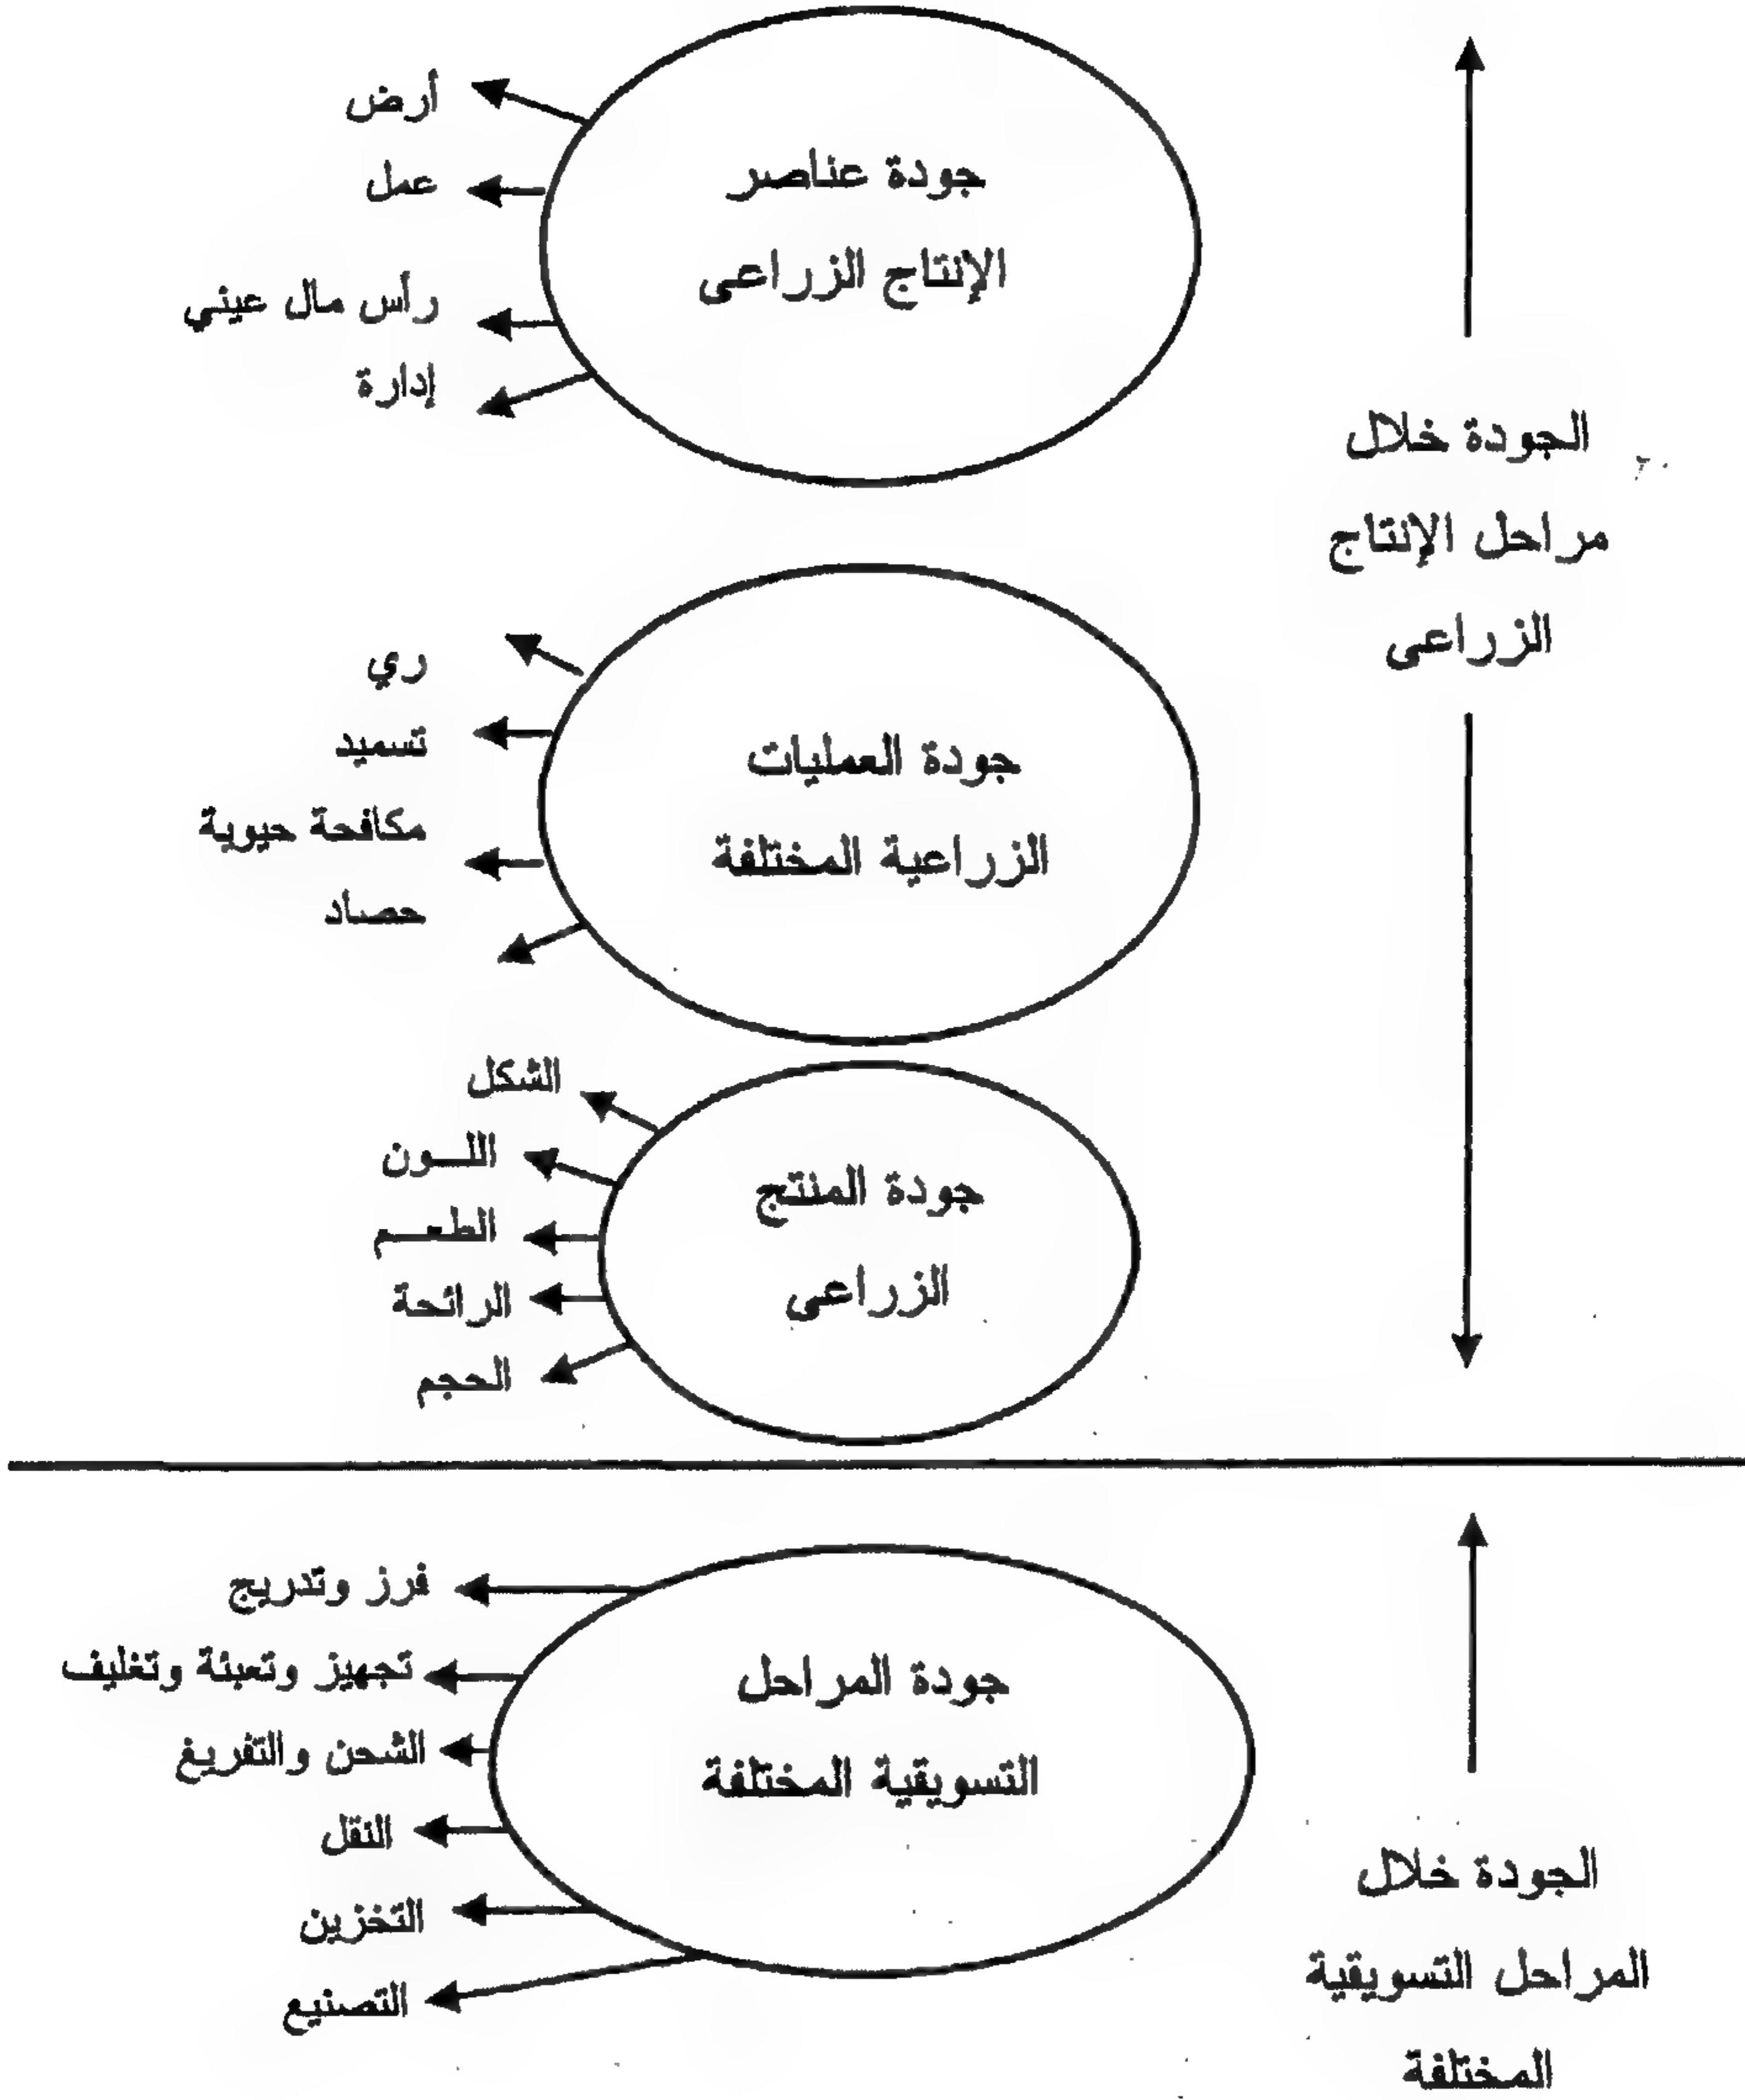 أرض
عمل
رأس مال عيني
إدارة
جودة عناصر
الإنتاج الزراعى
الجودة خلال
مراحل الإنتاج
الزراعى
ري
تسميد
مكافحة حيوية
حصاد
جودة العمليات
الزراعية المختلفة
الشكل
اللـــون
الطعـــم
الرائحة
الحجم
جودة المنتج
الزراعى
فرز وتدريج
تجهيز وتعبئة وتغليف
الشحن والتفريغ
النقل
التخزين
التصنيع
جودة المراحل
التسويقية المختلفة
الجودة خلال
المراحل التسويقية
المختلفة